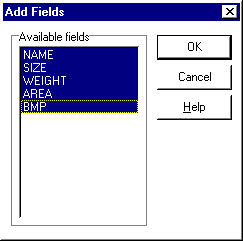 Add Fields
Available fields
NAME
SIZE
WEIGHT
AREA
BMP
OK
Cancel
Help